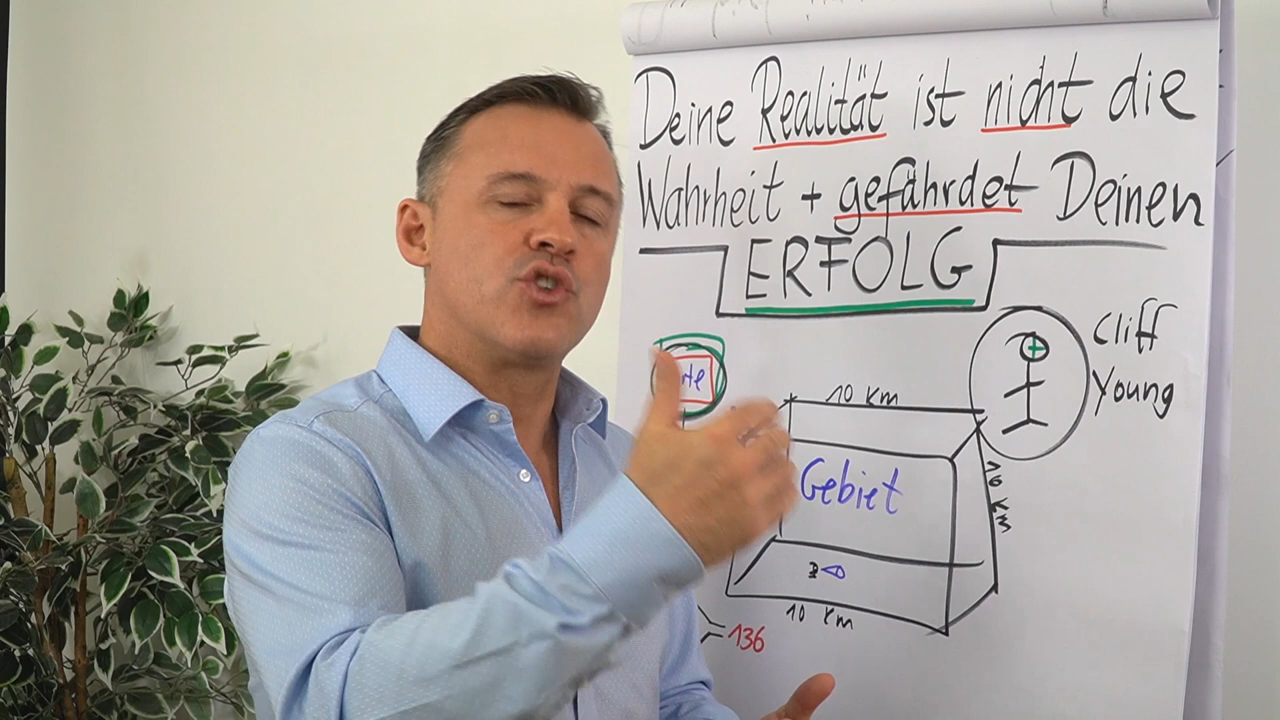 Deine Realität ist nicht die
Wahrheit + gefährdet Deinen
ERFOLG
Cliff
Young
rte
10 Km
Gebiet
10 Km
10 Km
136